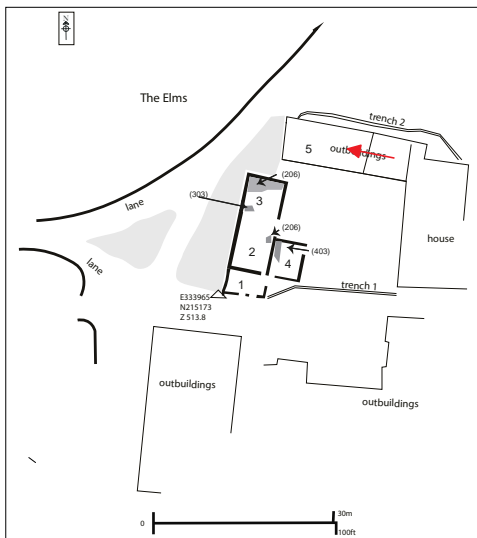 N
The Elms
trench 2
5
outbuildings
(206)
(303)
3
lane
(206)
house
2
4
(403)
lane
1
trench 1
E333965
N215173
Z 513.8
outbuildings
outbuildings
0
30m
100ft